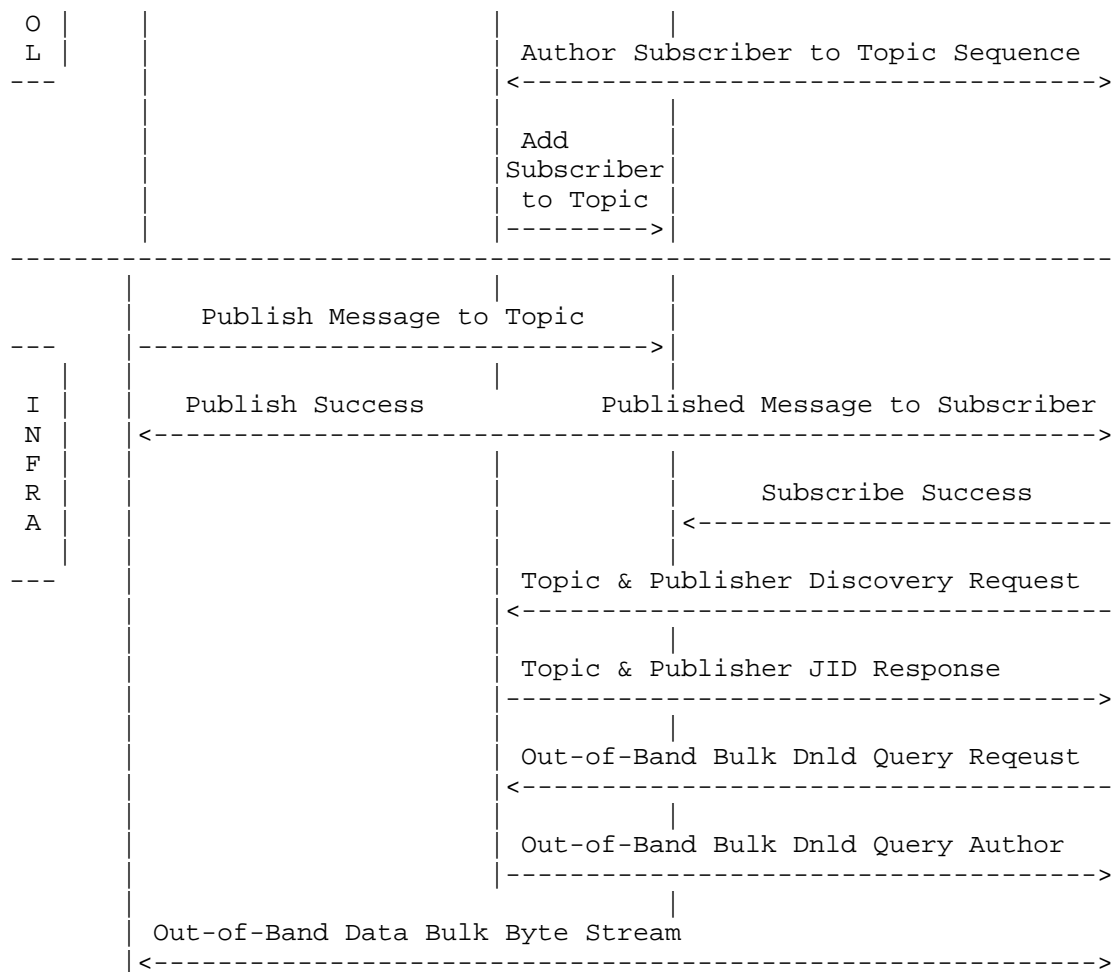 O
L Author Subscriber to Topic Sequence
Add
Subscriber
to Topic
Publish Message to Topic
I Publish Success Published Message to Subscriber
N
F
R Subscribe Success
A
Topic & Publisher Discovery Request
Topic & Publisher JID Response
Out-of-Band Bulk Dnld Query Reqeust
Out-of-Band Bulk Dnld Query Author
Out-of-Band Data Bulk Byte Stream